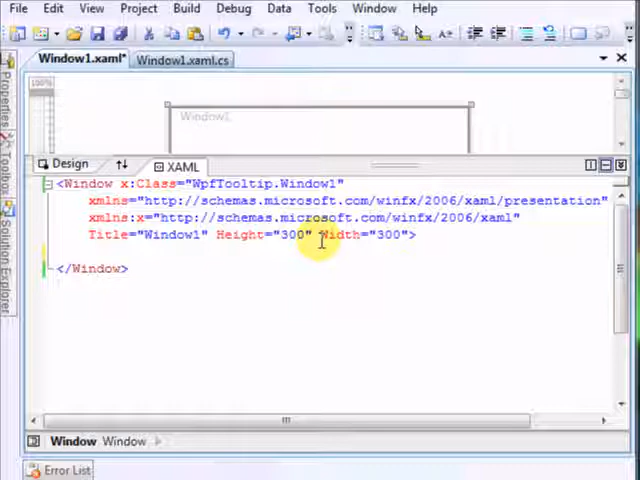 File Edit View Project Build Debug Data Tools Window Help
Window1.xaml* Window1.xaml.cs
100%
Window1
Design XAML
<Window x:Class="WpfTooltip.Window1"
xmlns="http://schemas.microsoft.com/winfx/2006/xaml/presentation"
xmlns:x="http://schemas.microsoft.com/winfx/2006/xaml"
Title="Window1" Height="300" Width="300">
</Window>
Window Window
Error List
Properties
Toolbox
Solution Explorer